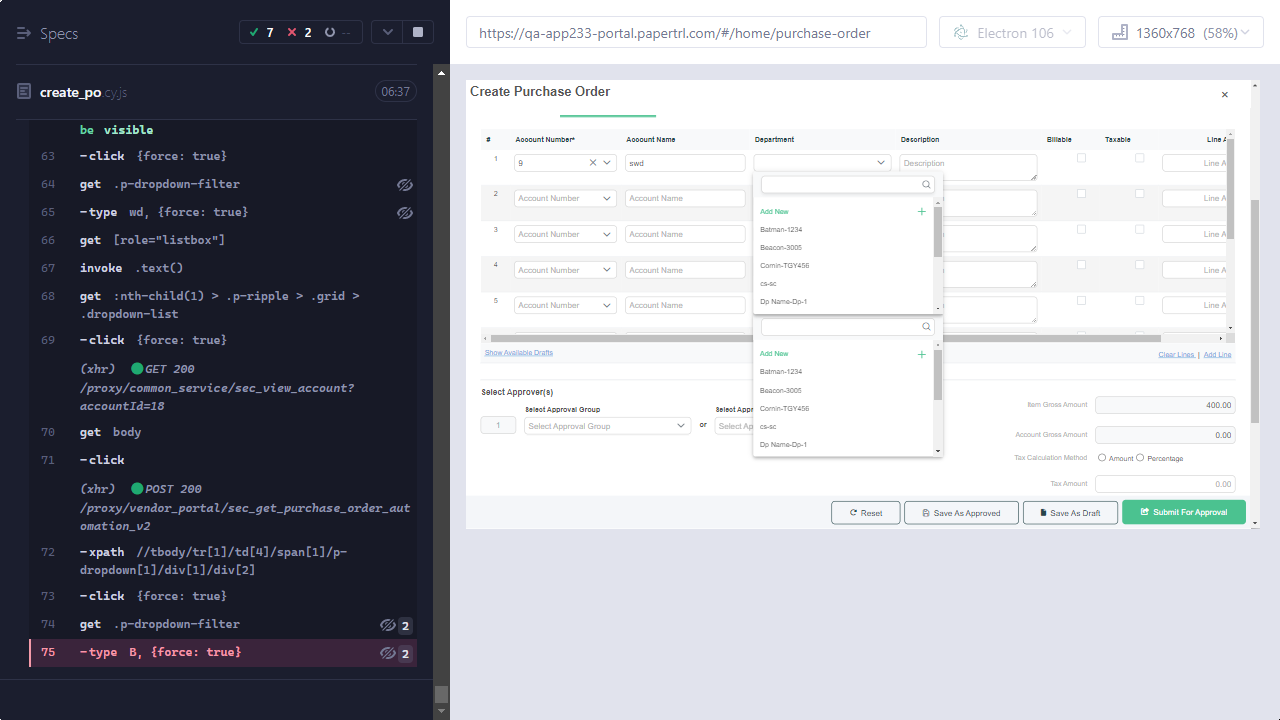 Specs
7
2
--
https://qa-app233-portal.papertrl.com/#/home/purchase-order
Electron 106
1360x768 (58%)
create_po.cy.js
06:37
be visible
63 -click {force: true}
64 get .p-dropdown-filter
65 -type wd, {force: true}
66 get [role="listbox"]
67 invoke .text()
68 get :nth-child(1) > .p-ripple > .grid >
.dropdown-list
69 -click {force: true}
(xhr) GET 200
/proxy/common_service/sec_view_account?
accountId=18
70 get body
71 -click
(xhr) POST 200
/proxy/vendor_portal/sec_get_purchase_order_aut
omation_v2
72 -xpath //tbody/tr[1]/td[4]/span[1]/p-
dropdown[1]/div[1]/div[2]
73 -click {force: true}
74 get .p-dropdown-filter 2
75 -type B, {force: true} 2
Create Purchase Order
# Account Number* Account Name Department Description Billable Taxable Line A
1 9 swd Description Line A
2 Account Number Account Name Line A
3 Account Number Account Name Line A
4 Account Number Account Name Line A
5 Account Number Account Name Line A
Add New
Batman-1234
Beacon-3005
Comin-TGY456
cs-sc
Dp Name-Dp-1
Add New
Batman-1234
Beacon-3005
Comin-TGY456
cs-sc
Dp Name-Dp-1
Show Available Drafts
Clear Lines | Add Line
Select Approver(s)
Select Approval Group
Select App
1 Select Approval Group or Select Ap
Item Gross Amount 400.00
Account Gross Amount 0.00
Tax Calculation Method Amount Percentage
Tax Amount 0.00
Reset
Save As Approved
Save As Draft
Submit For Approval